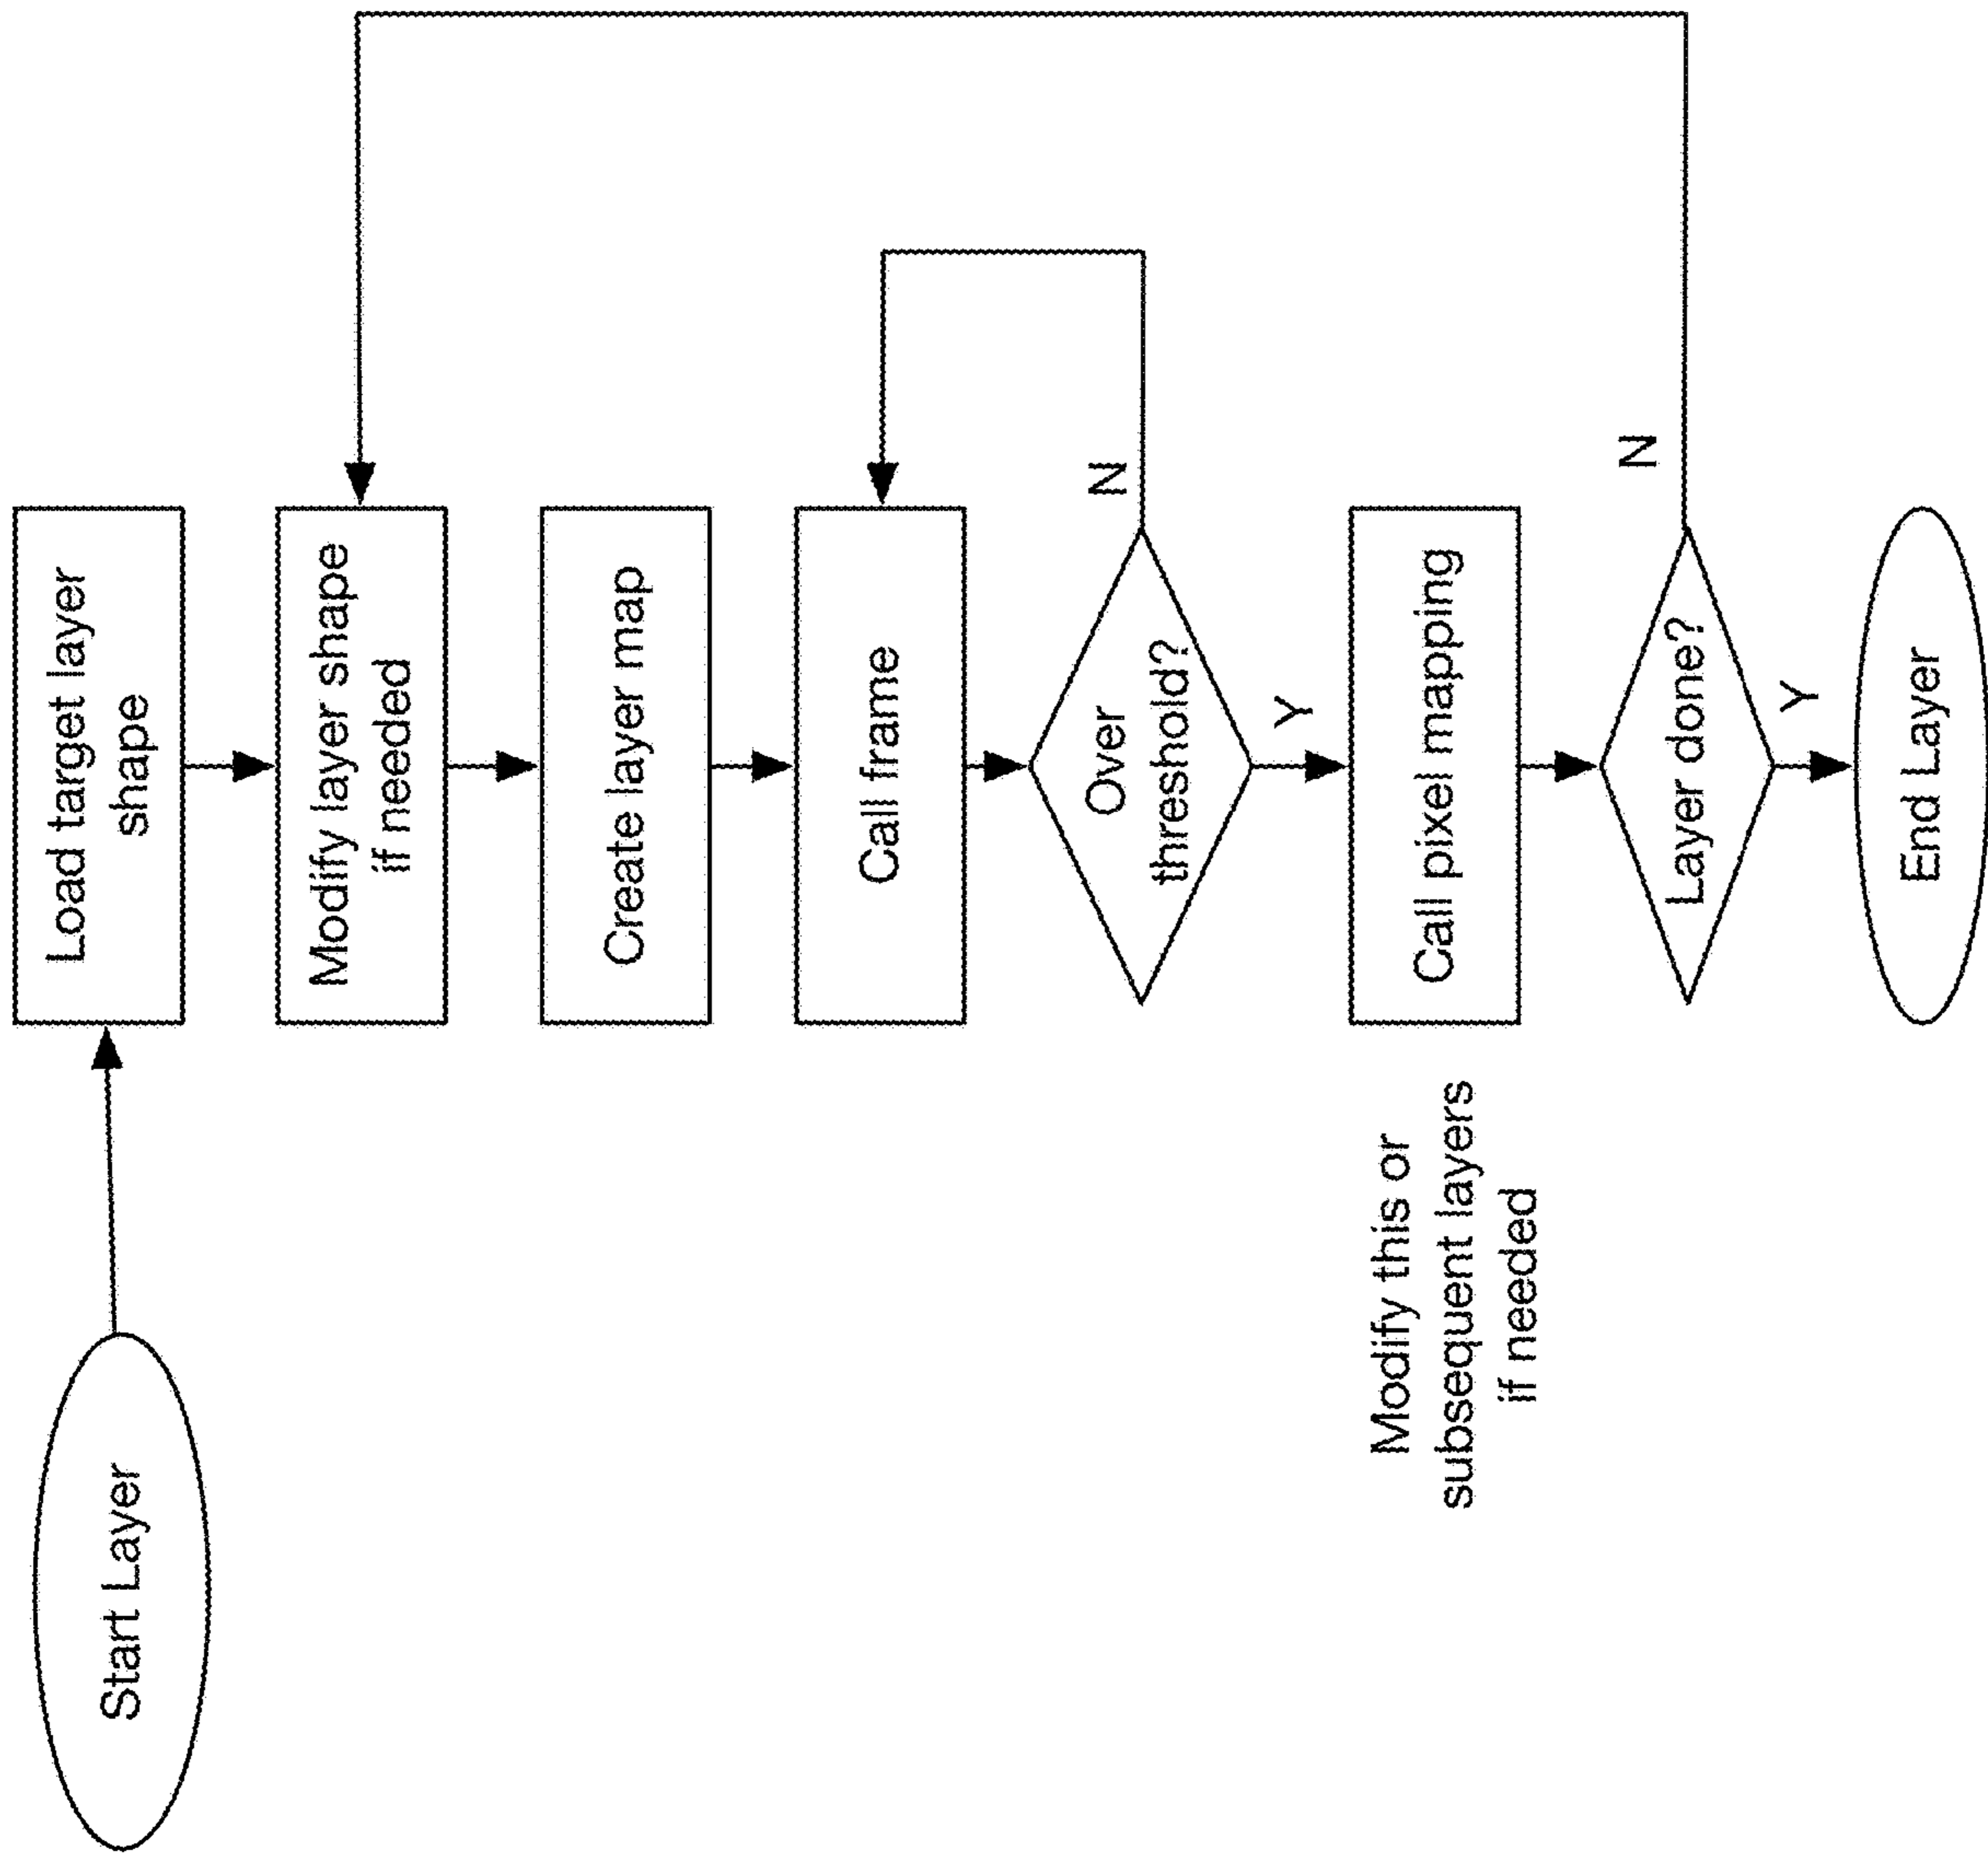 Start Layer
Load target layer
shape
Modify layer shape
if needed
Create layer map
Call frame
Over
threshold?
N
Y
Modify this or
subsequent layers
if needed
Call pixel mapping
Layer done?
N
Y
End Layer